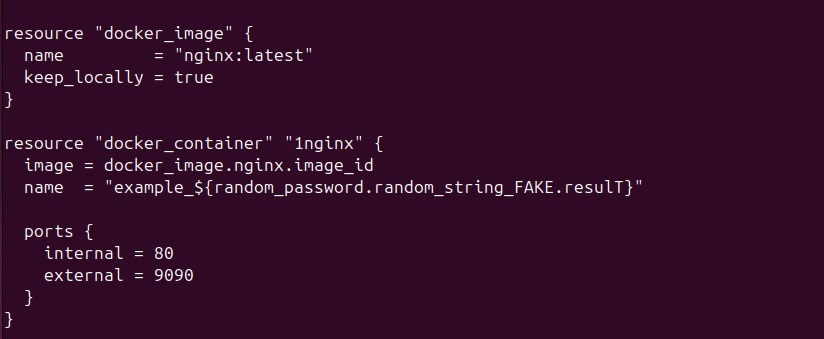 resource "docker_image" {
  name         = "nginx:latest"
  keep_locally = true
}

resource "docker_container" "1nginx" {
  image = docker_image.nginx.image_id
  name  = "example_${random_password.random_string_FAKE.resulT}"

  ports {
    internal = 80
    external = 9090
  }
}